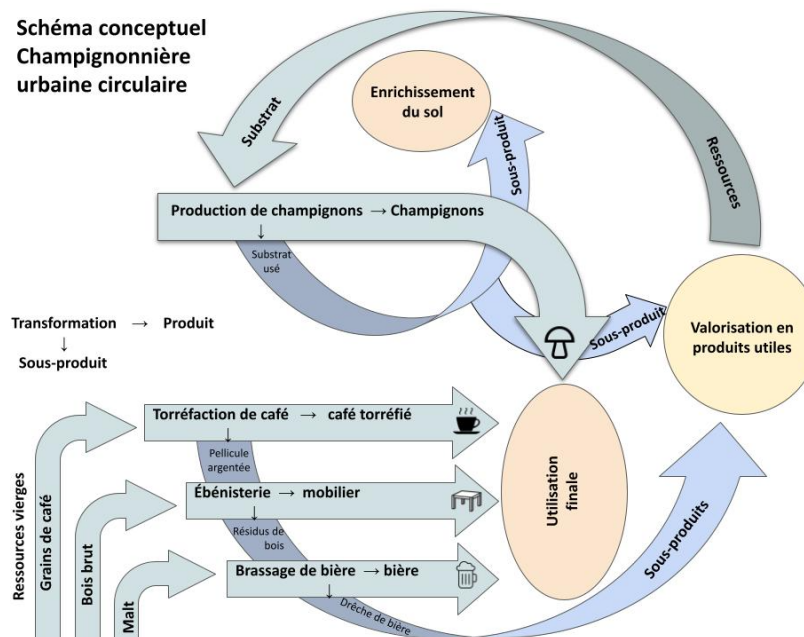 Schéma conceptuel
Champignonnière
urbaine circulaire
Substrat
Enrichissement
du sol
Sous-produit
Ressources
Production de champignons → Champignons
↓
Substrat
usé
Transformation → Produit
↓
Sous-produit
Sous-produit
Valorisation en
produits utiles
Torréfaction de café → café torréfié
↓
Pellicule
argentée
Ébénisterie → mobilier
↓
Résidus de
bois
Brassage de bière → bière
↓
Drêche de bière
Utilisation
finale
Sous-produits
Ressources vierges
Grains de café
Bois brut
Malt